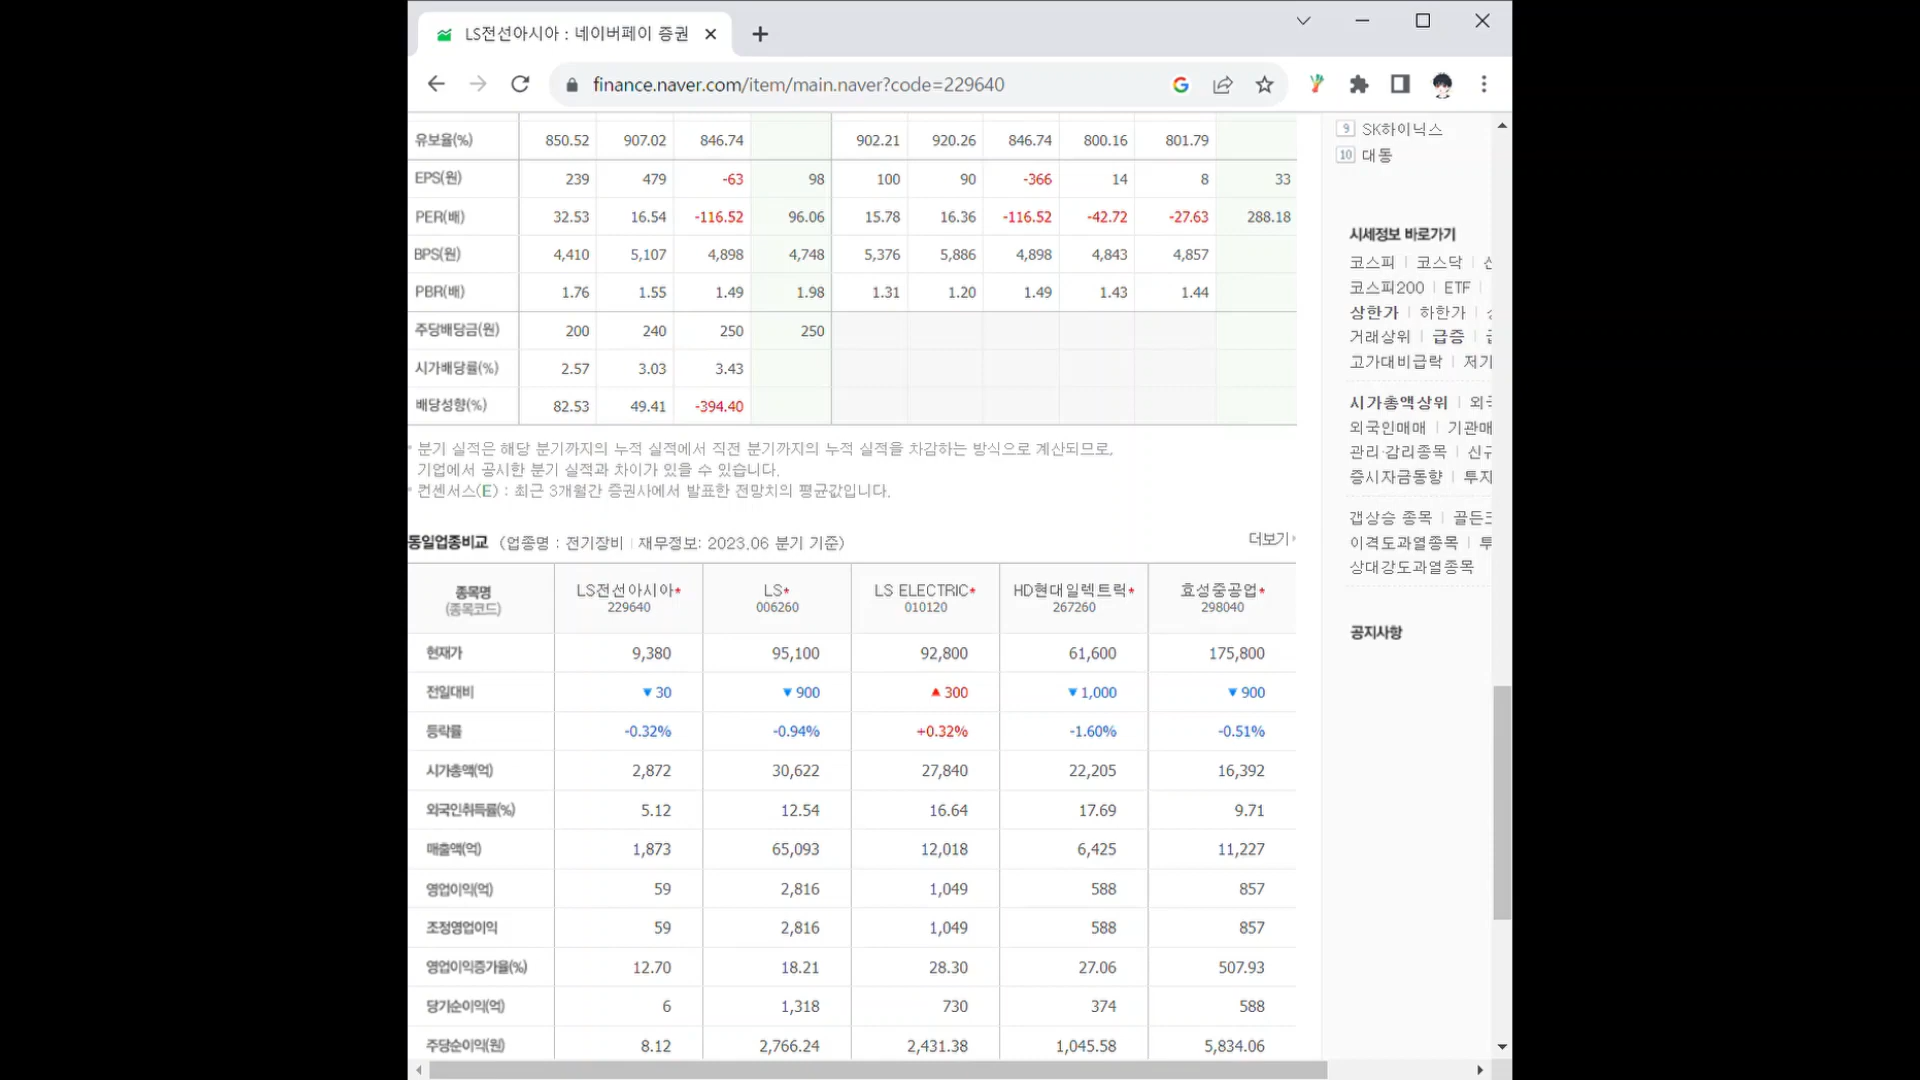 LS전선아시아 : 네이버페이 증권
finance.naver.com/item/main.naver?code=229640
유보율(%) 850.52 907.02 846.74 902.21 920.26 846.74 800.16 801.79
EPS(원) 239 479 -63 98 100 90 -366 14 8 33
PER(배) 32.53 16.54 -116.52 96.06 15.78 16.36 -116.52 -42.72 -27.63 288.18
BPS(원) 4,410 5,107 4,898 4,748 5,376 5,886 4,898 4,843 4,857
PBR(배) 1.76 1.55 1.49 1.98 1.31 1.20 1.49 1.43 1.44
주당배당금(원) 200 240 250 250
시가배당률(%) 2.57 3.03 3.43
배당성향(%) 82.53 49.41 -394.40
* 분기 실적은 해당 분기까지의 누적 실적에서 직전 분기까지의 누적 실적을 차감하는 방식으로 계산되므로,
기업에서 공시한 분기 실적과 차이가 있을 수 있습니다.
* 컨센서스(E) : 최근 3개월간 증권사에서 발표한 전망치의 평균값입니다.
동일업종비교 (업종명 : 전기장비 | 재무정보: 2023.06 분기 기준) 더보기
종목명 LS전선아시아* LS* LS ELECTRIC* HD현대일렉트릭* 효성중공업*
(종목코드) 229640 006260 010120 267260 298040
현재가 9,380 95,100 92,800 61,600 175,800
전일대비 ▼30 ▼900 ▲300 ▼1,000 ▼900
등락률 -0.32% -0.94% +0.32% -1.60% -0.51%
시가총액(억) 2,872 30,622 27,840 22,205 16,392
외국인취득률(%) 5.12 12.54 16.64 17.69 9.71
매출액(억) 1,873 65,093 12,018 6,425 11,227
영업이익(억) 59 2,816 1,049 588 857
조정영업이익 59 2,816 1,049 588 857
영업이익증가율(%) 12.70 18.21 28.30 27.06 507.93
당기순이익(억) 6 1,318 730 374 588
주당순이익(원) 8.12 2,766.24 2,431.38 1,045.58 5,834.06
9 SK하이닉스
10 대동
시세정보 바로가기
코스피 | 코스닥 |
코스피200 | ETF |
상한가 | 하한가 |
거래상위 | 급증 |
고가대비급락 | 저가
시가총액상위 | 외국
외국인매매 | 기관매
관리·감리종목 | 신규
증시자금동향 | 투자
갭상승 종목 | 골든크
이격도과열종목 | 투
상대강도과열종목
공지사항